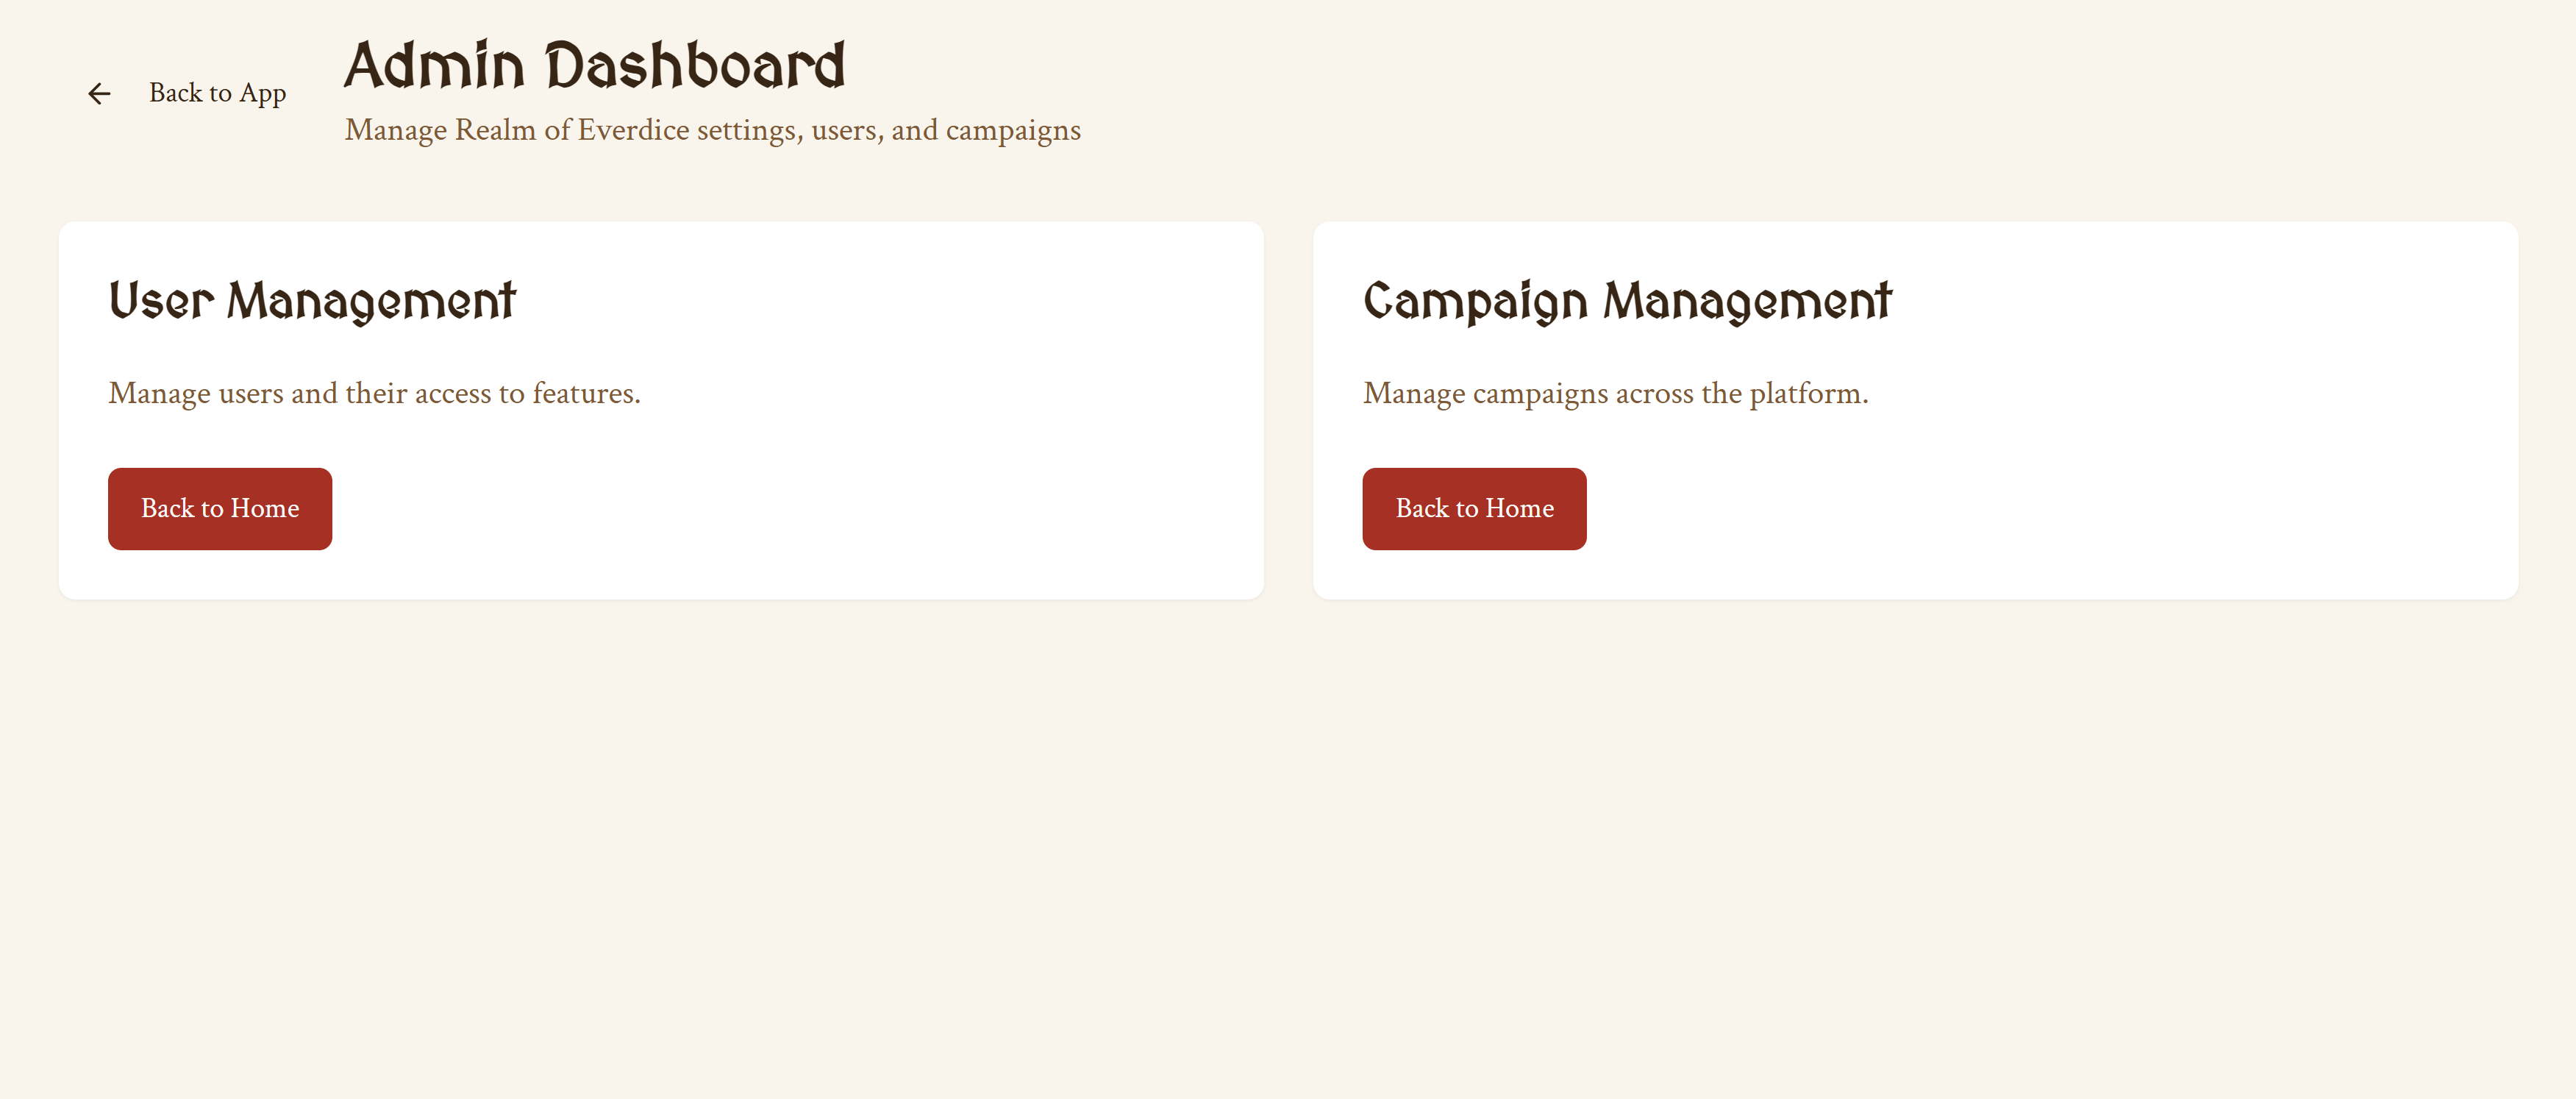 Back to App
Admin Dashboard
Manage Realm of Everdice settings, users, and campaigns
User Management
Manage users and their access to features.
Back to Home
Campaign Management
Manage campaigns across the platform.
Back to Home